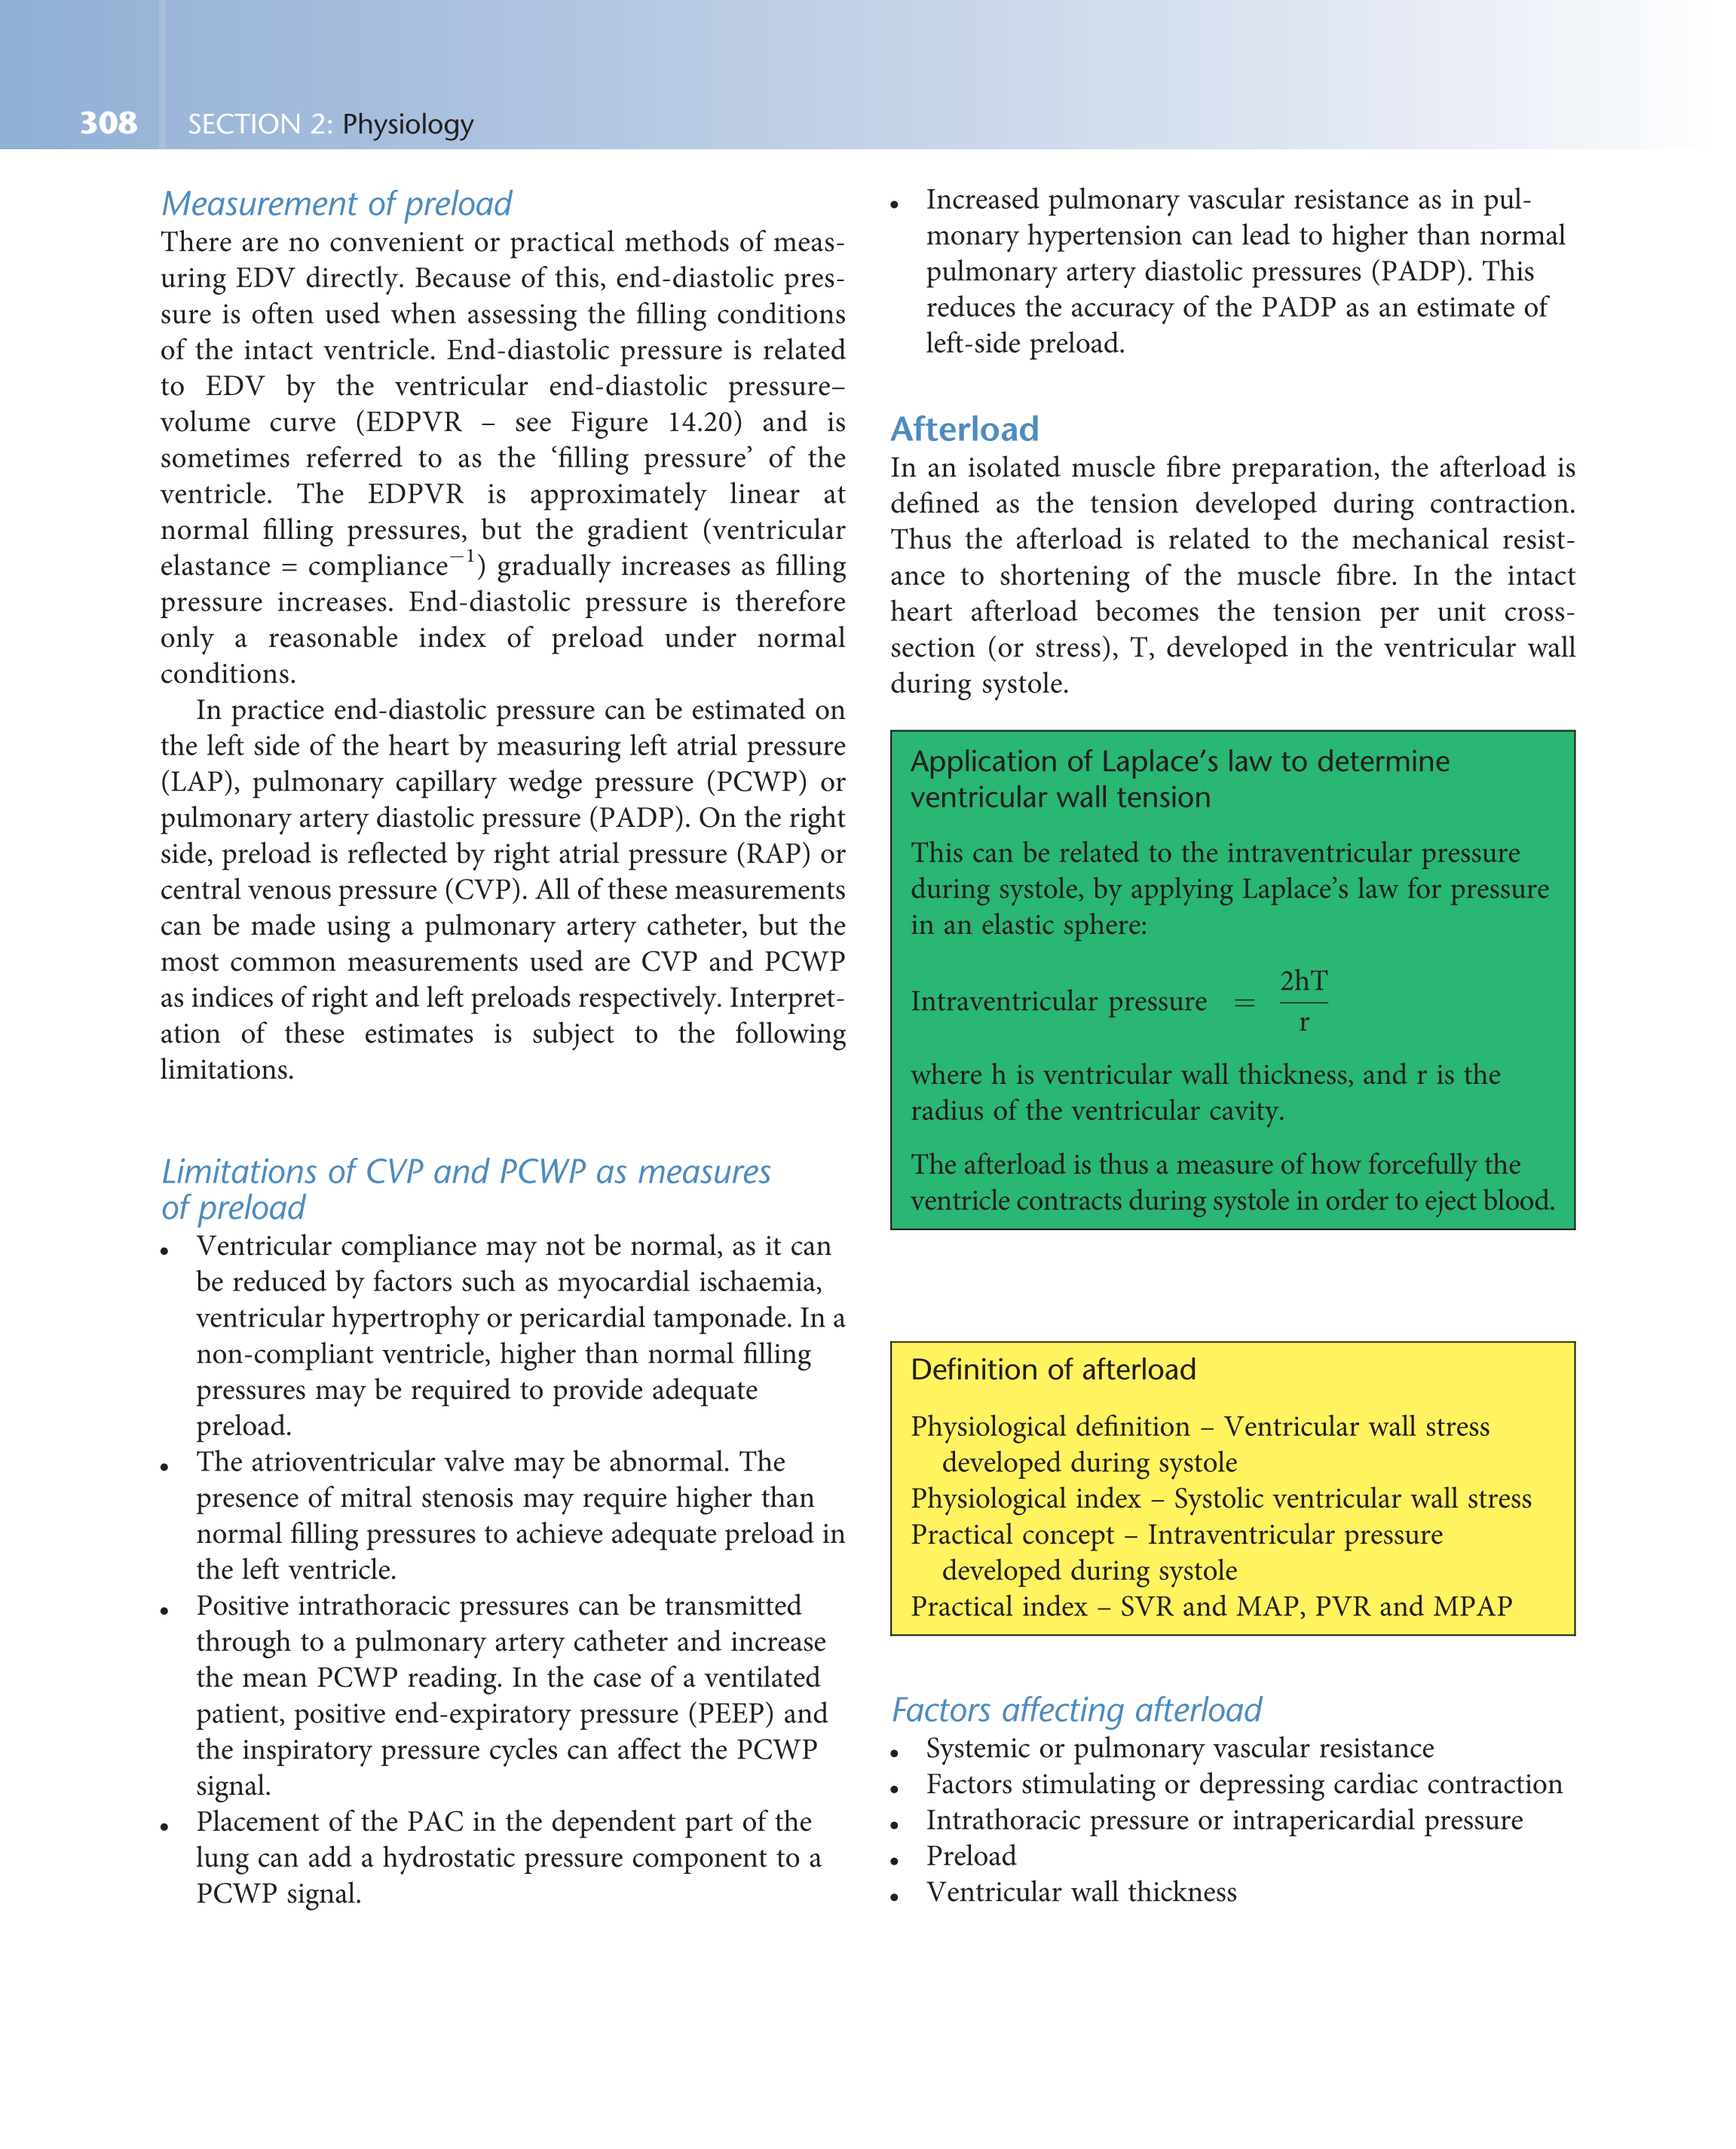 308 SECTION 2: Physiology
Measurement of preload
There are no convenient or practical methods of meas-
uring EDV directly. Because of this, end-diastolic pres-
sure is often used when assessing the filling conditions
of the intact ventricle. End-diastolic pressure is related
to EDV by the ventricular end-diastolic pressure–
volume curve (EDPVR – see Figure 14.20) and is
sometimes referred to as the ‘filling pressure’ of the
ventricle. The EDPVR is approximately linear at
normal filling pressures, but the gradient (ventricular
elastance = compliance⁻¹) gradually increases as filling
pressure increases. End-diastolic pressure is therefore
only a reasonable index of preload under normal
conditions.
In practice end-diastolic pressure can be estimated on
the left side of the heart by measuring left atrial pressure
(LAP), pulmonary capillary wedge pressure (PCWP) or
pulmonary artery diastolic pressure (PADP). On the right
side, preload is reflected by right atrial pressure (RAP) or
central venous pressure (CVP). All of these measurements
can be made using a pulmonary artery catheter, but the
most common measurements used are CVP and PCWP
as indices of right and left preloads respectively. Interpret-
ation of these estimates is subject to the following
limitations.
Limitations of CVP and PCWP as measures
of preload
• Ventricular compliance may not be normal, as it can
be reduced by factors such as myocardial ischaemia,
ventricular hypertrophy or pericardial tamponade. In a
non-compliant ventricle, higher than normal filling
pressures may be required to provide adequate
preload.
• The atrioventricular valve may be abnormal. The
presence of mitral stenosis may require higher than
normal filling pressures to achieve adequate preload in
the left ventricle.
• Positive intrathoracic pressures can be transmitted
through to a pulmonary artery catheter and increase
the mean PCWP reading. In the case of a ventilated
patient, positive end-expiratory pressure (PEEP) and
the inspiratory pressure cycles can affect the PCWP
signal.
• Placement of the PAC in the dependent part of the
lung can add a hydrostatic pressure component to a
PCWP signal.
• Increased pulmonary vascular resistance as in pul-
monary hypertension can lead to higher than normal
pulmonary artery diastolic pressures (PADP). This
reduces the accuracy of the PADP as an estimate of
left-side preload.
Afterload
In an isolated muscle fibre preparation, the afterload is
defined as the tension developed during contraction.
Thus the afterload is related to the mechanical resist-
ance to shortening of the muscle fibre. In the intact
heart afterload becomes the tension per unit cross-
section (or stress), T, developed in the ventricular wall
during systole.
Application of Laplace’s law to determine
ventricular wall tension
This can be related to the intraventricular pressure
during systole, by applying Laplace’s law for pressure
in an elastic sphere:
Intraventricular pressure = 2hT / r
where h is ventricular wall thickness, and r is the
radius of the ventricular cavity.
The afterload is thus a measure of how forcefully the
ventricle contracts during systole in order to eject blood.
Definition of afterload
Physiological definition – Ventricular wall stress
developed during systole
Physiological index – Systolic ventricular wall stress
Practical concept – Intraventricular pressure
developed during systole
Practical index – SVR and MAP, PVR and MPAP
Factors affecting afterload
• Systemic or pulmonary vascular resistance
• Factors stimulating or depressing cardiac contraction
• Intrathoracic pressure or intrapericardial pressure
• Preload
• Ventricular wall thickness